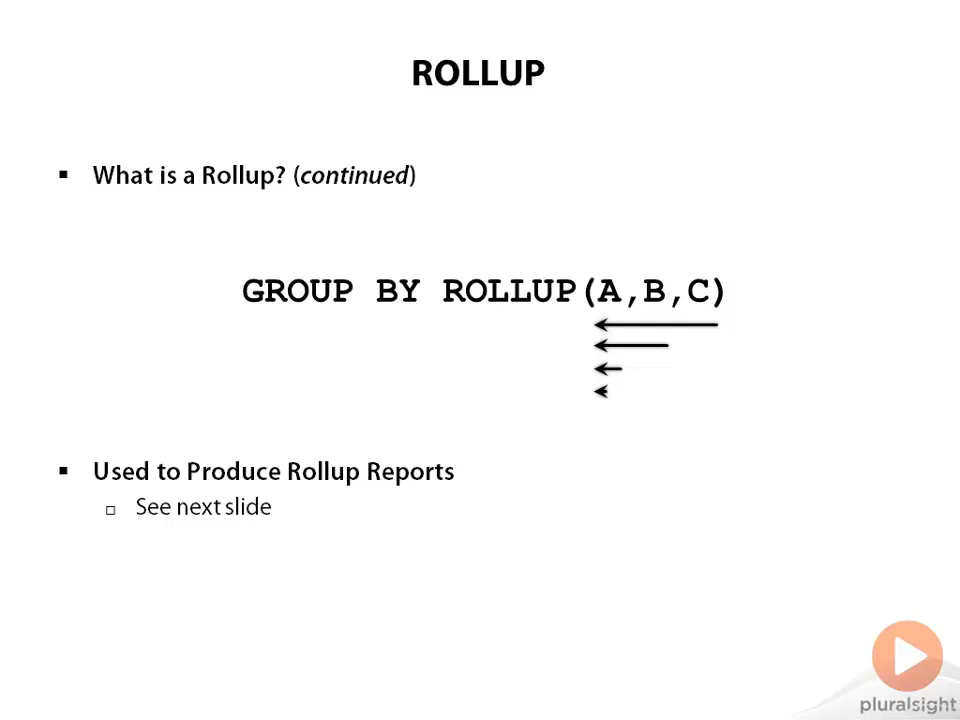 ROLLUP
▪ What is a Rollup? (continued)
GROUP BY ROLLUP(A,B,C)
▪ Used to Produce Rollup Reports
□ See next slide
pluralsight